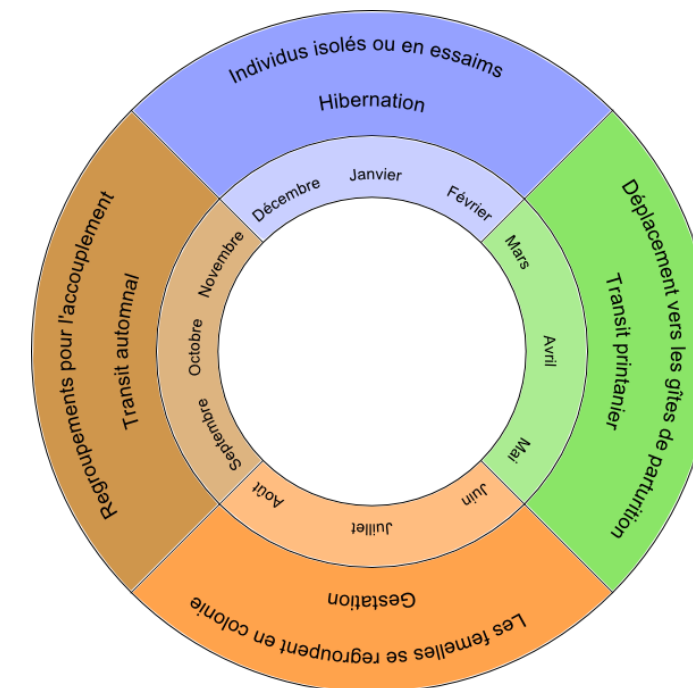 Individus isolés ou en essaims
Hibernation
Décembre
Janvier
Février
Déplacement vers les gîtes de parturition
Transit printanier
Mars
Avril
Mai
Les femelles se regroupent en colonie
Gestation
Juin
Juillet
Août
Regroupements pour l'accouplement
Transit automnal
Septembre
Octobre
Novembre